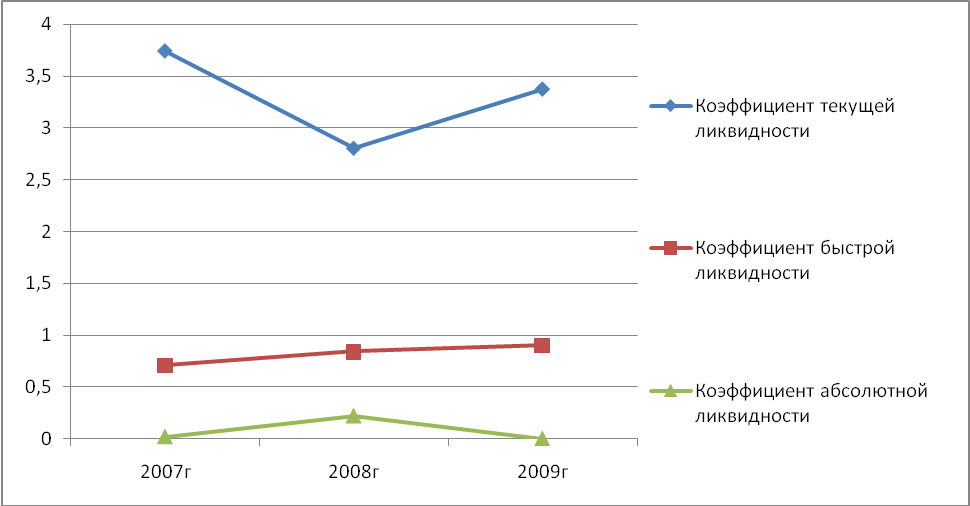 4
3,5
3
2,5
2
1,5
1
0,5
0
2007г
2008г
2009г
Коэффициент текущей
ликвидности
Коэффициент быстрой
ликвидности
Коэффициент абсолютной
ликвидности